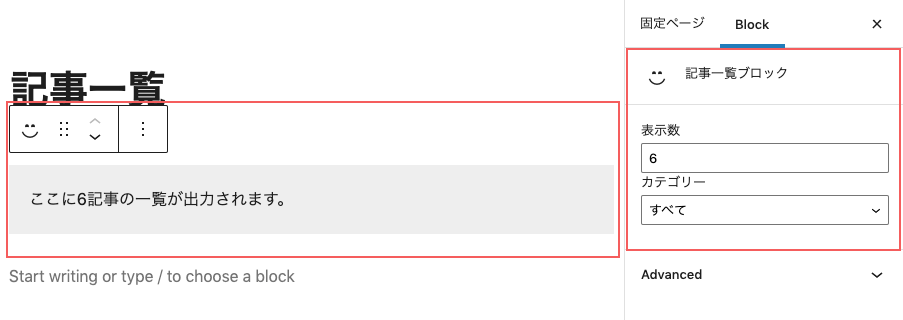 記事一覧
ここに6記事の一覧が出力されます。
Start writing or type / to choose a block
固定ページ Block
記事一覧ブロック
表示数
6
カテゴリー
すべて
Advanced